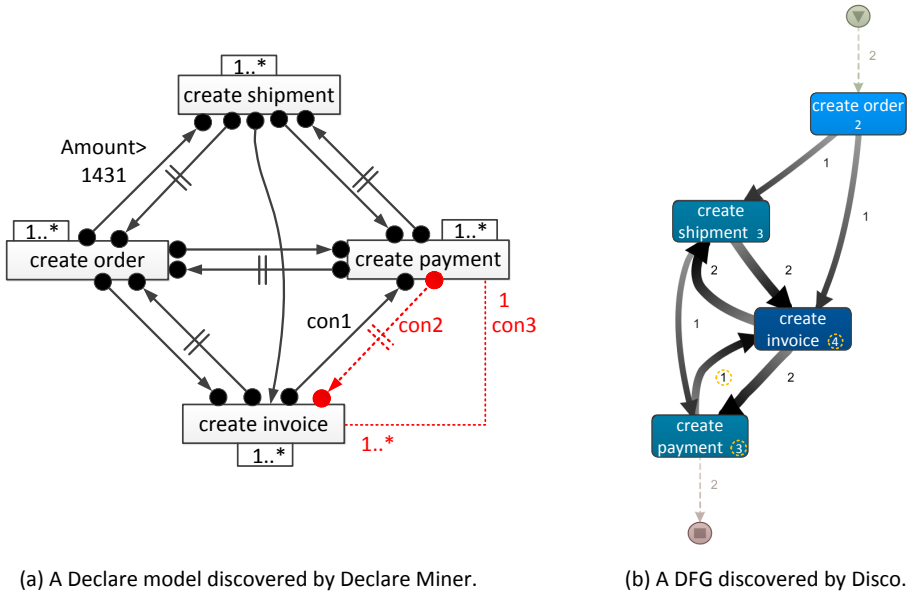 1..*
create shipment
Amount>
1431
1..*
create order
1..*
create payment
con1
con2
1
con3
create invoice
1..*
1..*
(a) A Declare model discovered by Declare Miner.
2
create order
2
1
1
create
shipment 3
2
2
create
invoice 4
1
1
2
create
payment 3
2
(b) A DFG discovered by Disco.